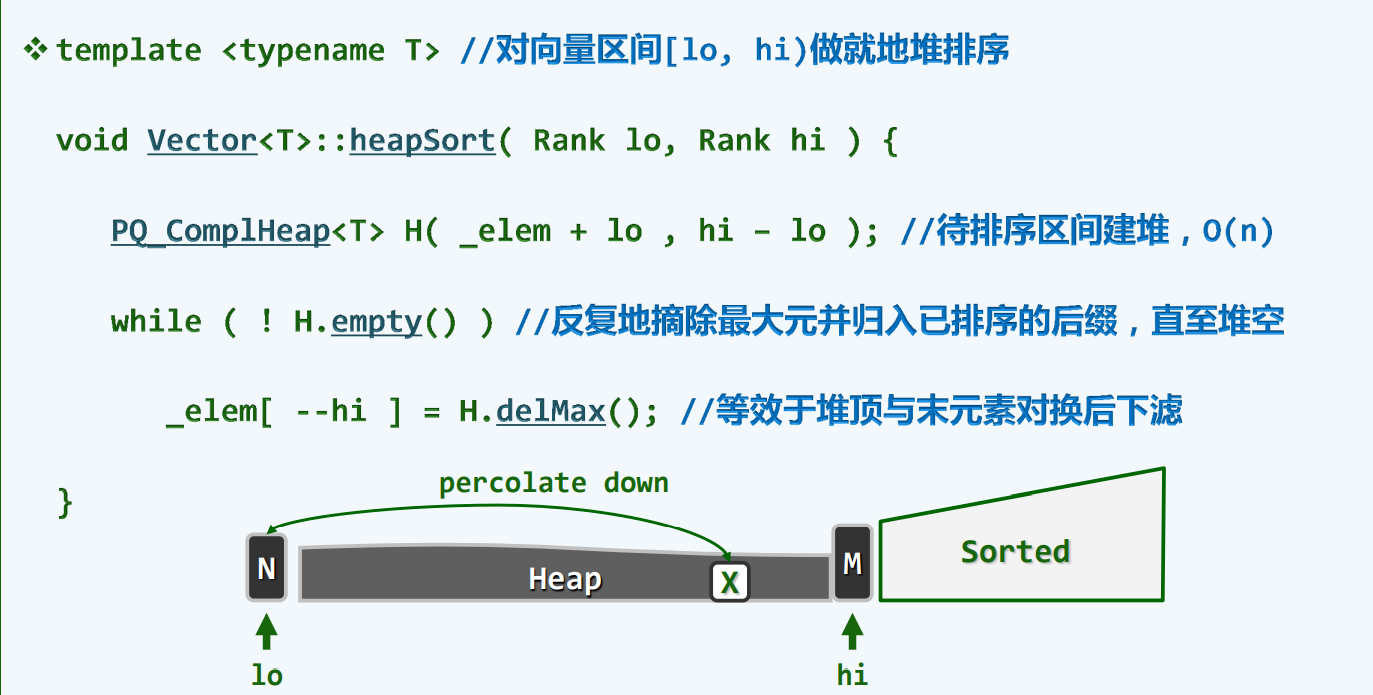 ❖ template <typename T> //对向量区间[lo, hi)做就地堆排序
void Vector<T>::heapSort( Rank lo, Rank hi ) {
PQ_ComplHeap<T> H( _elem + lo , hi – lo ); //待排序区间建堆，O(n)
while ( ! H.empty() ) //反复地摘除最大元并归入已排序的后缀，直至堆空
_elem[ --hi ] = H.delMax(); //等效于堆顶与末元素对换后下滤
}
percolate down
N
Heap
X
M
Sorted
lo
hi